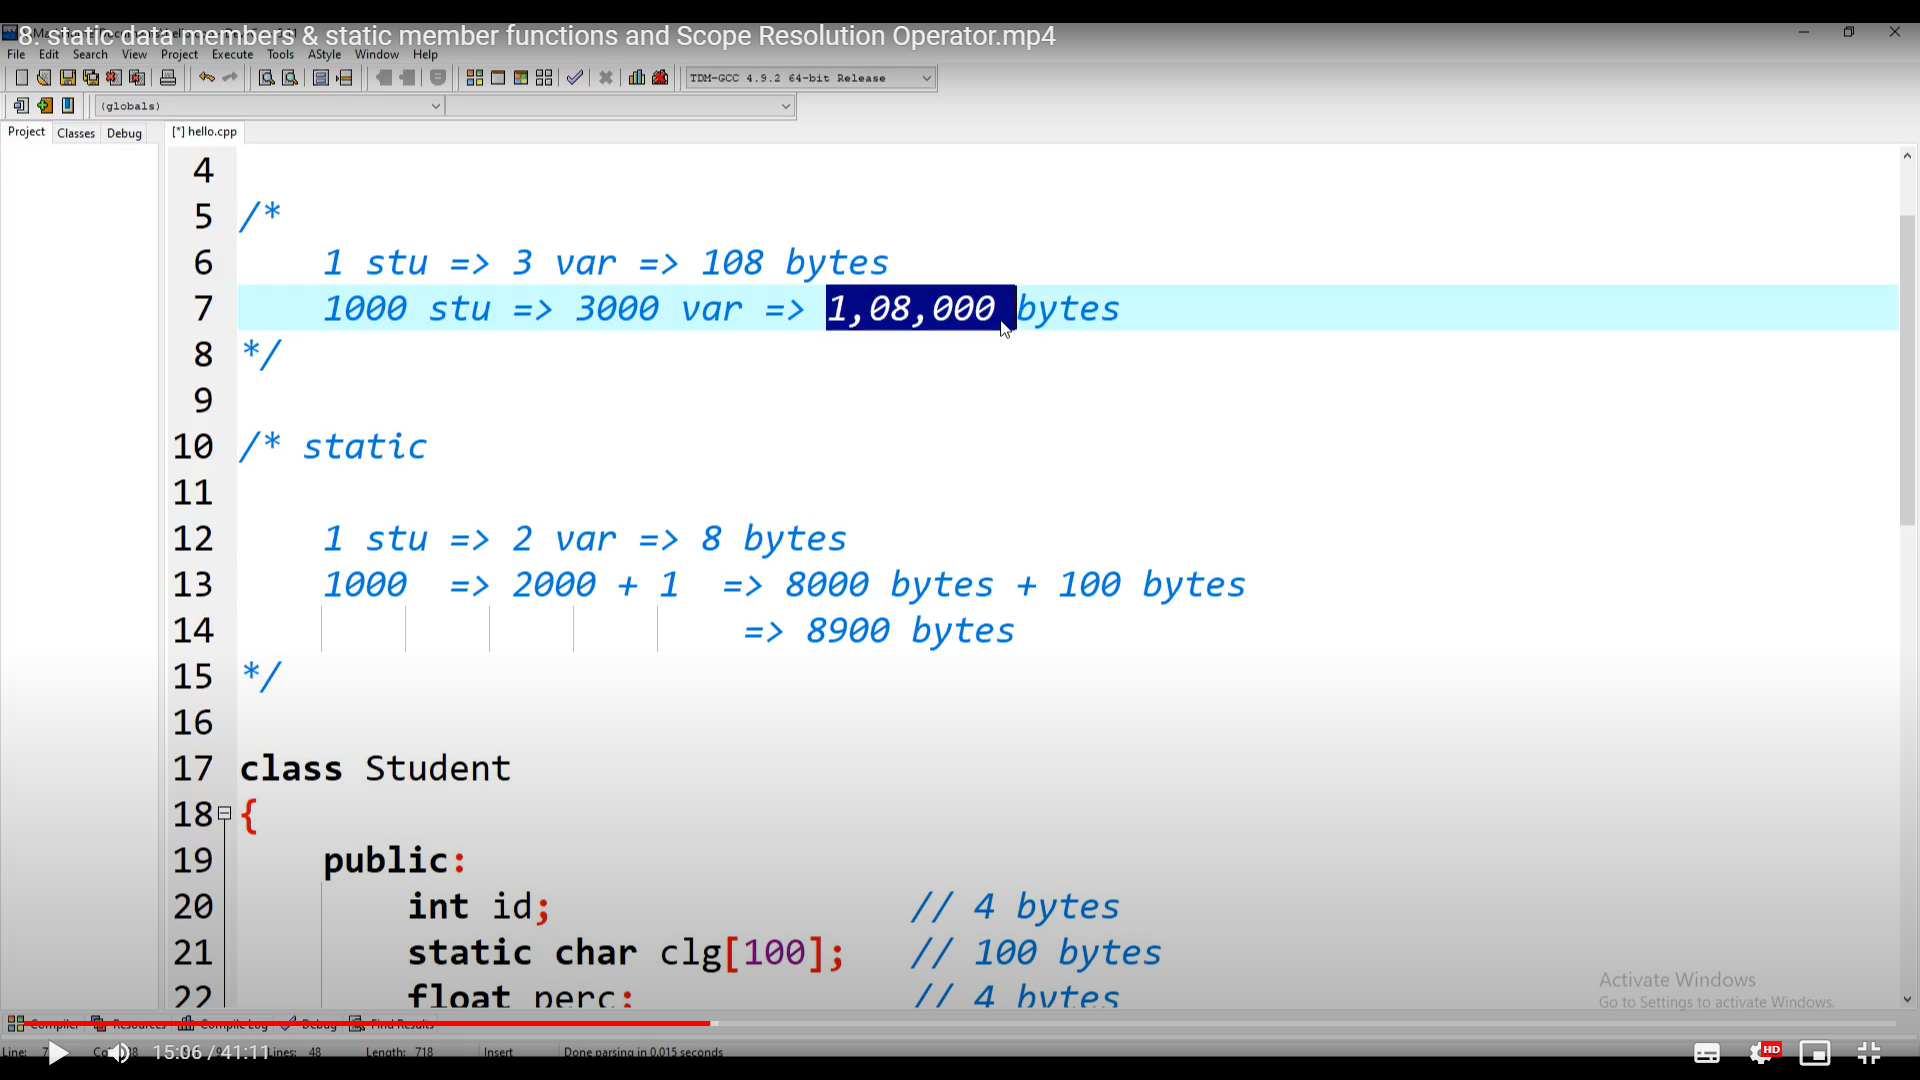 8. static data members & static member functions and Scope Resolution Operator.mp4
File Edit Search View Project Execute Tools AStyle Window Help
TDM-GCC 4.9.2 64-bit Release
(globals)
Project Classes Debug [*] hello.cpp
4
5 /*
6 1 stu => 3 var => 108 bytes
7 1000 stu => 3000 var => 1,08,000 bytes
8 */
9
10 /* static
11
12 1 stu => 2 var => 8 bytes
13 1000 => 2000 + 1 => 8000 bytes + 100 bytes
14 => 8900 bytes
15 */
16
17 class Student
18 {
19 public:
20 int id; // 4 bytes
21 static char clg[100]; // 100 bytes
22 float perc; // 4 bytes
Activate Windows
Go to Settings to activate Windows.
Compiler Resources Compile Log Debug Find Results
15:06 / 41:11
Lines: 48 Length: 718 Insert Done parsing in 0.015 seconds
HD